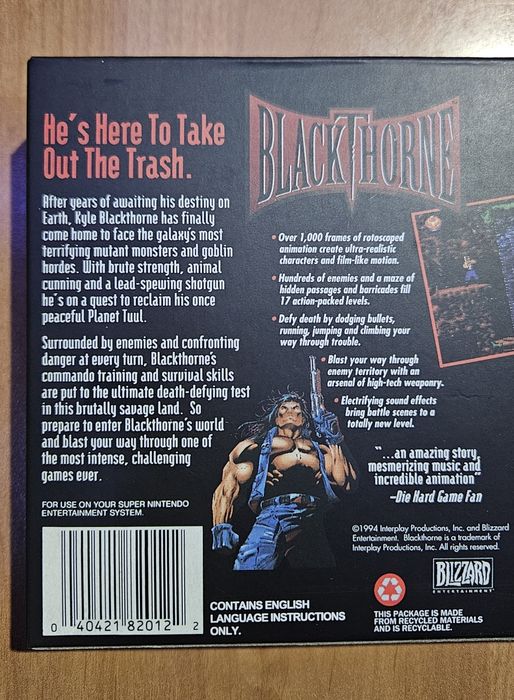 He's Here To Take
Out The Trash.
BLACKTHORNE
After years of awaiting his destiny on
Earth, Kyle Blackthorne has finally
come home to face the galaxy's most
terrifying mutant monsters and goblin
hordes. With brute strength, animal
cunning and a lead-spewing shotgun
he's on a quest to reclaim his once
peaceful Planet Tuul.
Surrounded by enemies and confronting
danger at every turn, Blackthorne's
commando training and survival skills
are put to the ultimate death-defying test
in this brutally savage land. So
prepare to enter Blackthorne's world
and blast your way through one of
the most intense, challenging
games ever.
• Over 1,000 frames of rotoscoped
animation create ultra-realistic
characters and film-like motion.
• Hundreds of enemies and a maze of
hidden passages and barricades fill
17 action-packed levels.
• Defy death by dodging bullets,
running, jumping and climbing your
way through trouble.
• Blast your way through
enemy territory with an
arsenal of high-tech weaponry.
• Electrifying sound effects
bring battle scenes to a
totally new level.
"...an amazing story,
mesmerizing music and
incredible animation"
-Die Hard Game Fan
FOR USE ON YOUR SUPER NINTENDO
ENTERTAINMENT SYSTEM.
©1994 Interplay Productions, Inc. and Blizzard
Entertainment. Blackthorne is a trademark of
Interplay Productions, Inc. All rights reserved.
BLIZZARD
ENTERTAINMENT
0 40421 82012 2
CONTAINS ENGLISH
LANGUAGE INSTRUCTIONS
ONLY.
THIS PACKAGE IS MADE
FROM RECYCLED MATERIALS
AND IS RECYCLABLE.